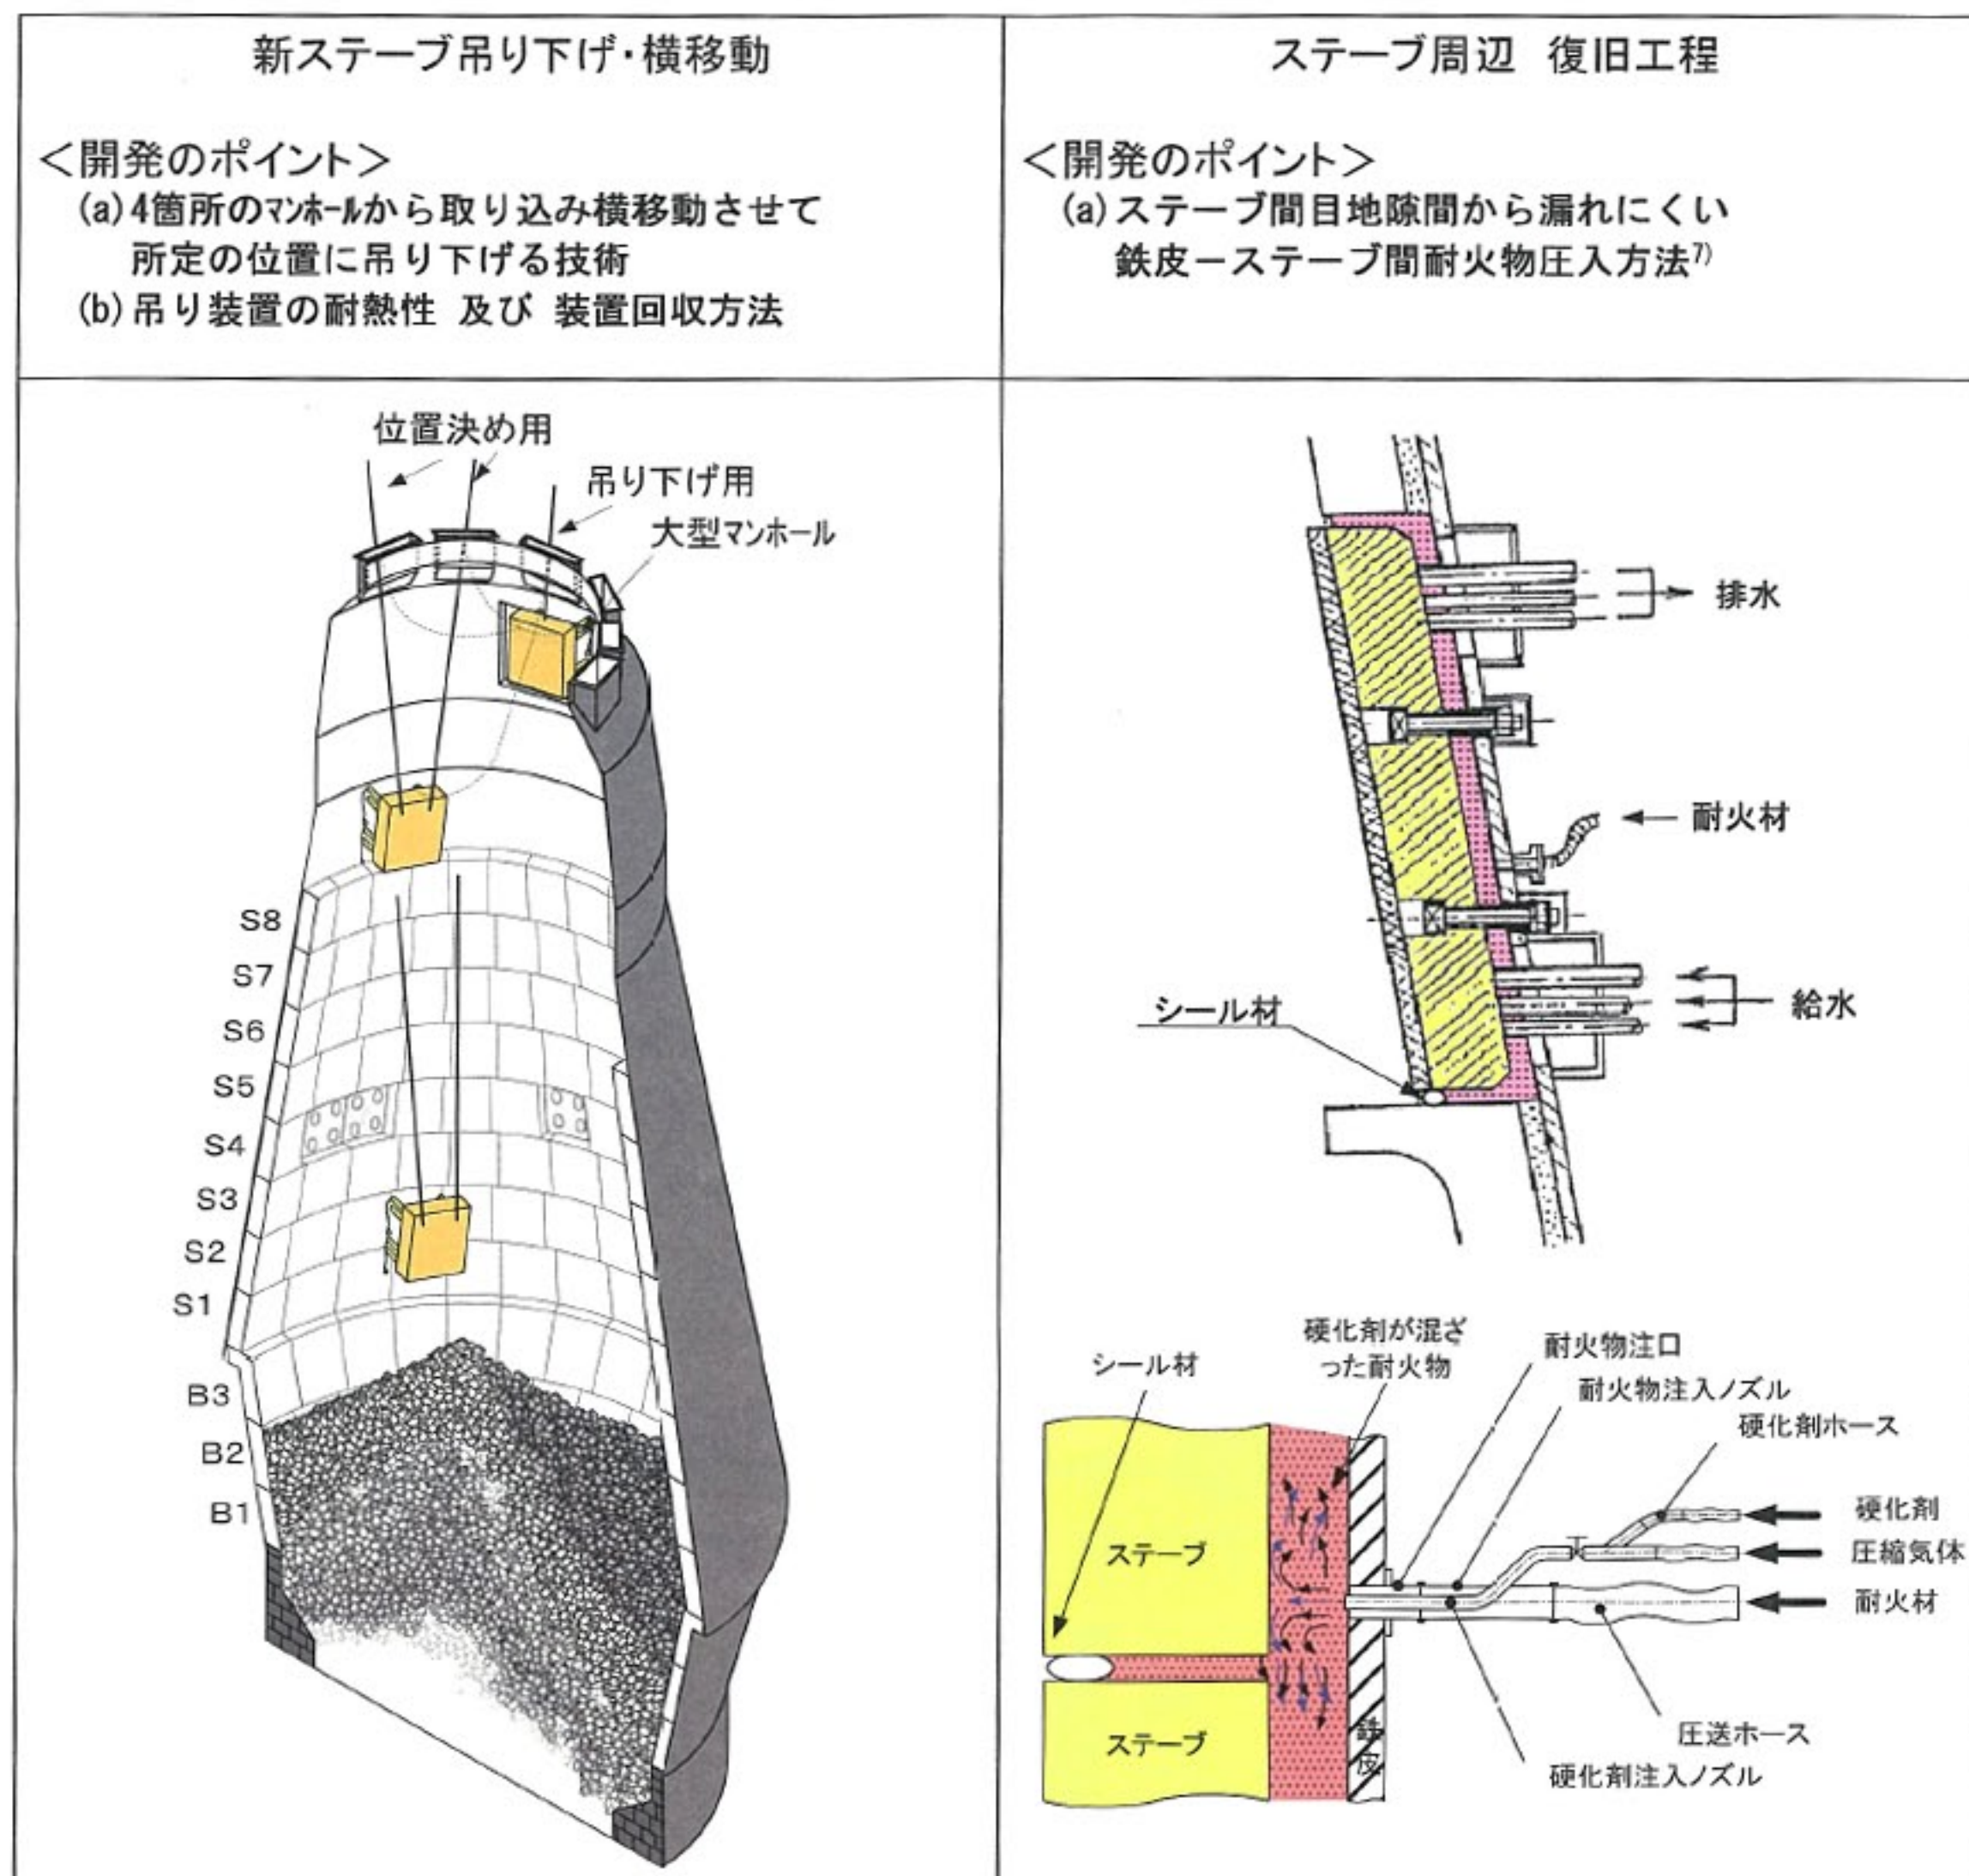 新ステーブ吊り下げ・横移動
＜開発のポイント＞
(a)4箇所のマンホールから取り込み横移動させて
所定の位置に吊り下げる技術
(b)吊り装置の耐熱性 及び 装置回収方法
位置決め用
吊り下げ用
大型マンホール
S8
S7
S6
S5
S4
S3
S2
S1
B3
B2
B1
ステーブ周辺 復旧工程
＜開発のポイント＞
(a)ステーブ間目地隙間から漏れにくい
鉄皮－ステーブ間耐火物圧入方法7)
排水
耐火材
給水
シール材
シール材
硬化剤が混ざ
った耐火物
耐火物注口
耐火物注入ノズル
硬化剤ホース
硬化剤
圧縮気体
耐火材
ステーブ
ステーブ
鉄皮
圧送ホース
硬化剤注入ノズル